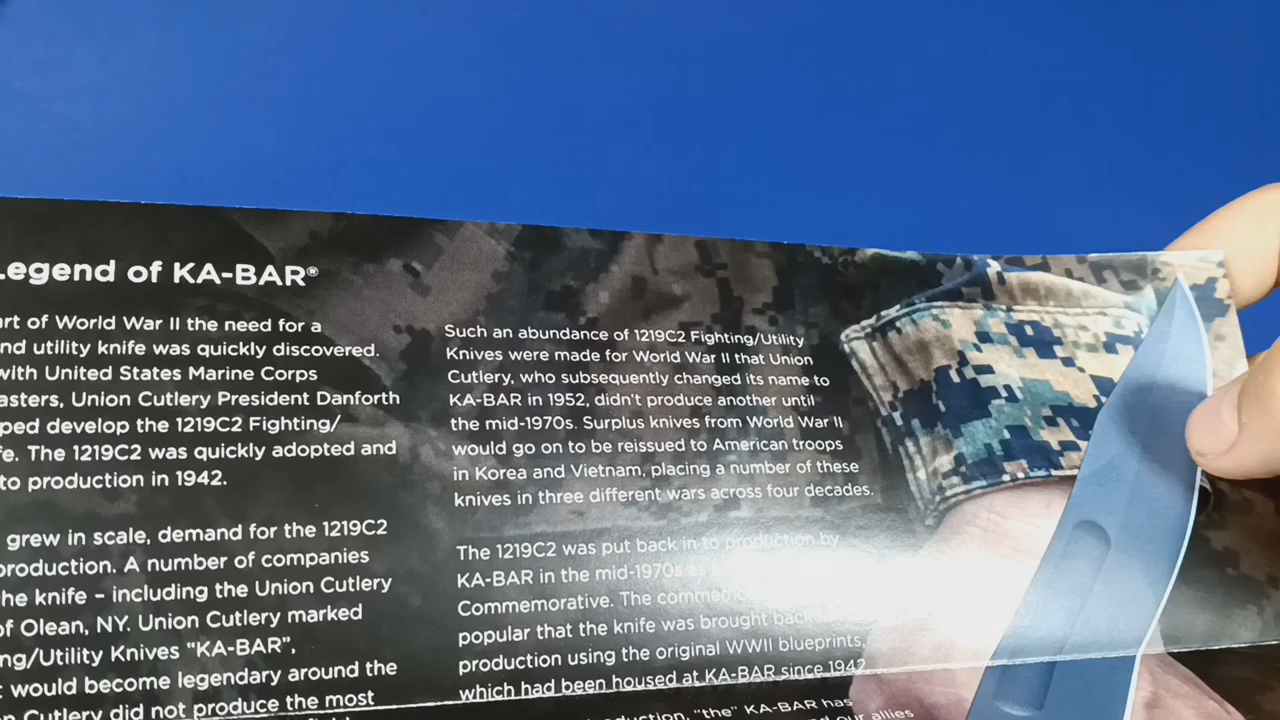 egend of KA-BAR®
art of World War II the need for a
nd utility knife was quickly discovered.
with United States Marine Corps
asters, Union Cutlery President Danforth
ped develop the 1219C2 Fighting/
fe. The 1219C2 was quickly adopted and
to production in 1942.
grew in scale, demand for the 1219C2
production. A number of companies
he knife – including the Union Cutlery
of Olean, NY. Union Cutlery marked
ng/Utility Knives "KA-BAR",
would become legendary around the
Cutlery did not produce the most
Such an abundance of 1219C2 Fighting/Utility
Knives were made for World War II that Union
Cutlery, who subsequently changed its name to
KA-BAR in 1952, didn't produce another until
the mid-1970s. Surplus knives from World War II
would go on to be reissued to American troops
in Korea and Vietnam, placing a number of these
knives in three different wars across four decades.
The 1219C2 was put back in to production by
KA-BAR in the mid-1970s
Commemorative. The
popular that the knife was brought
production using the original WWII blueprints,
which had been housed at KA-BAR since 1942
"the" KA-BAR has
our allies